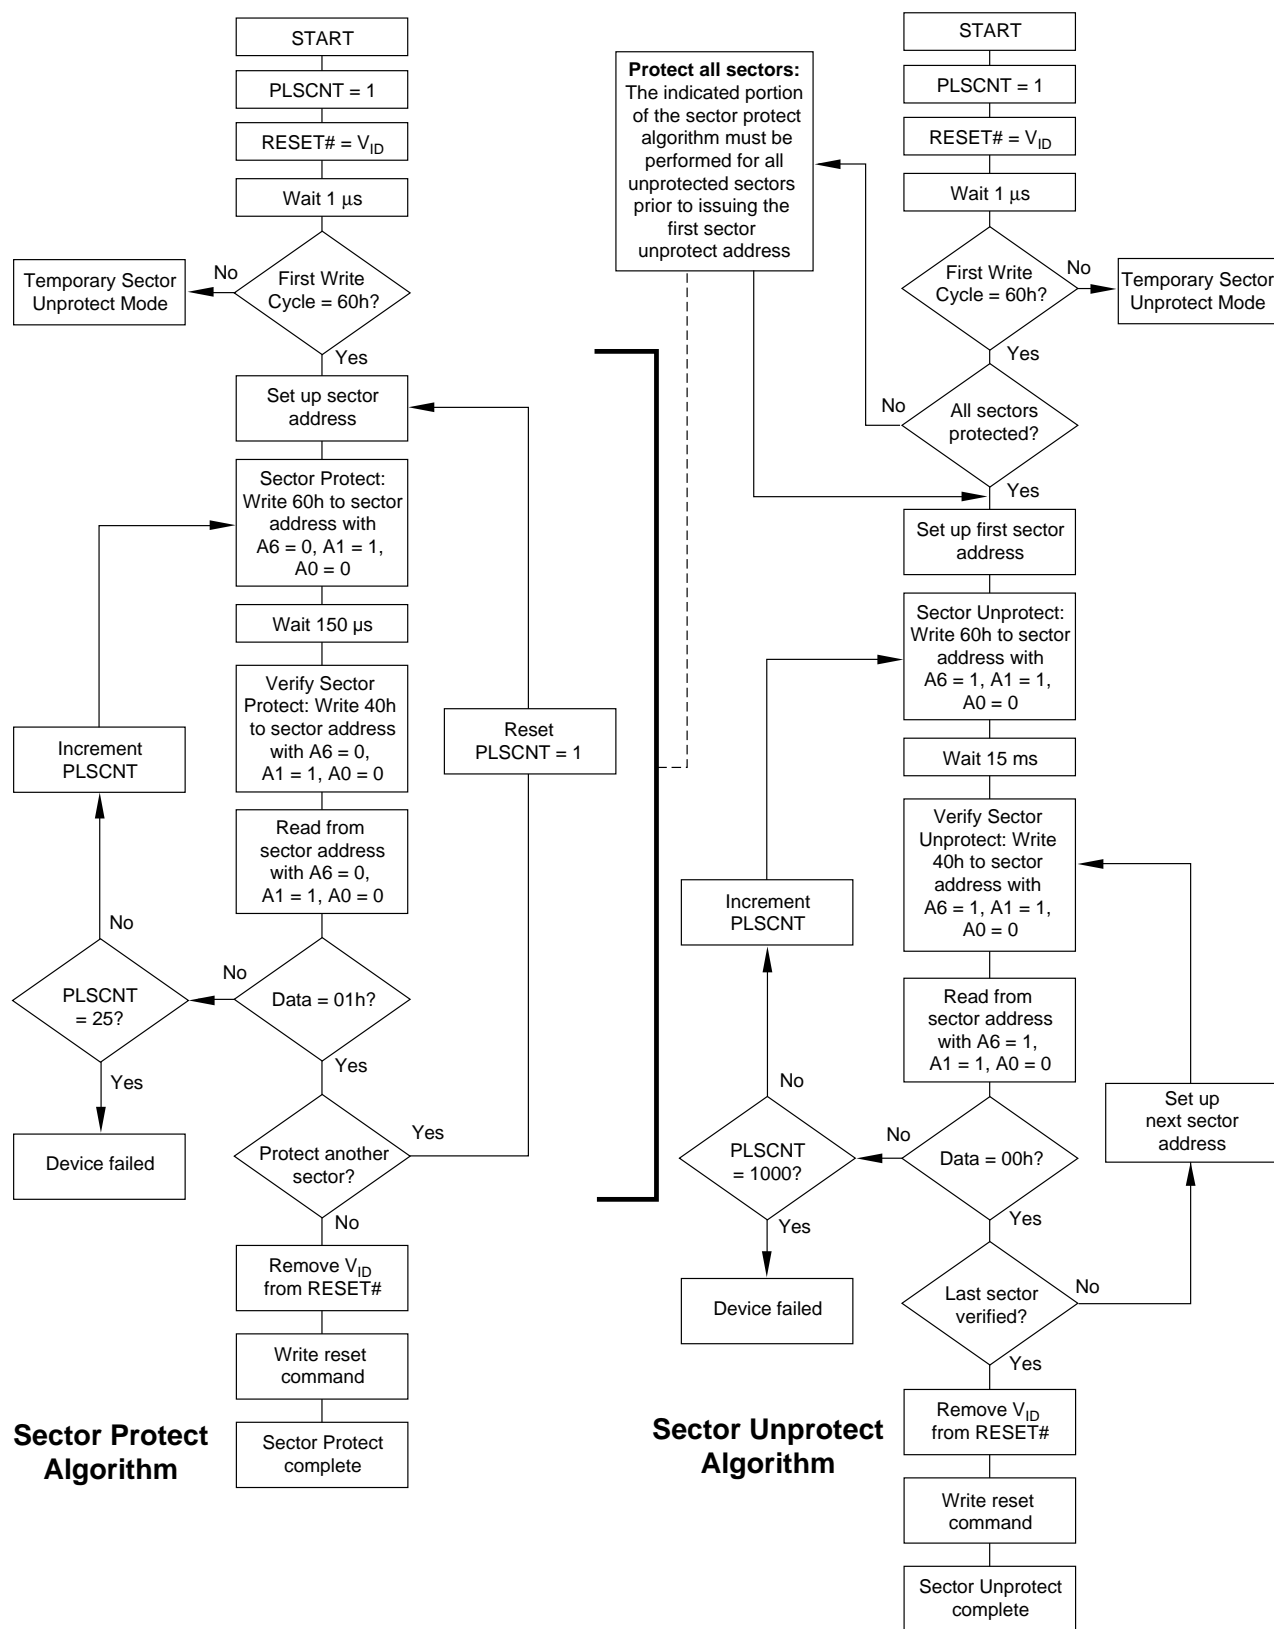 START
PLSCNT = 1
RESET# = VID
Wait 1 μs
First Write
Cycle = 60h?
No
Temporary Sector
Unprotect Mode
Yes
Set up sector
address
Sector Protect:
Write 60h to sector
address with
A6 = 0, A1 = 1,
A0 = 0
Wait 150 µs
Verify Sector
Protect: Write 40h
to sector address
with A6 = 0,
A1 = 1, A0 = 0
Increment
PLSCNT
Reset
PLSCNT = 1
Read from
sector address
with A6 = 0,
A1 = 1, A0 = 0
No
No
PLSCNT
= 25?
Data = 01h?
Yes
Yes
Device failed
Protect another
sector?
Yes
No
Remove VID
from RESET#
Write reset
command
Sector Protect
complete
Sector Protect
Algorithm
Protect all sectors:
The indicated portion
of the sector protect
algorithm must be
performed for all
unprotected sectors
prior to issuing the
first sector
unprotect address
START
PLSCNT = 1
RESET# = VID
Wait 1 μs
First Write
Cycle = 60h?
No
Temporary Sector
Unprotect Mode
Yes
No
All sectors
protected?
Yes
Set up first sector
address
Sector Unprotect:
Write 60h to sector
address with
A6 = 1, A1 = 1,
A0 = 0
Wait 15 ms
Verify Sector
Unprotect: Write
40h to sector
address with
A6 = 1, A1 = 1,
A0 = 0
Increment
PLSCNT
Read from
sector address
with A6 = 1,
A1 = 1, A0 = 0
No
Set up
next sector
address
No
PLSCNT
= 1000?
Data = 00h?
Yes
Yes
Device failed
Last sector
verified?
No
Yes
Remove VID
from RESET#
Write reset
command
Sector Unprotect
complete
Sector Unprotect
Algorithm